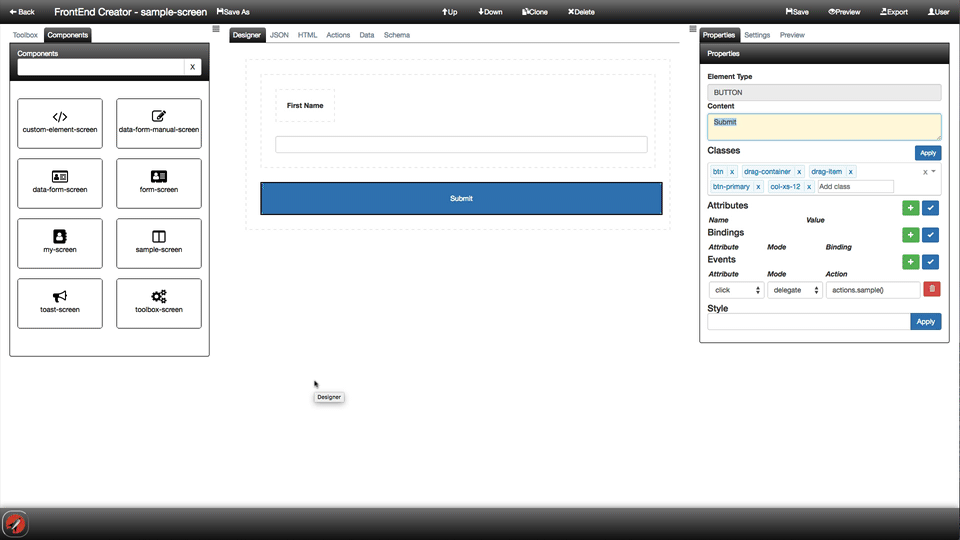 Back FrontEnd Creator - sample-screen Save As Up Down Clone Delete Save Preview Export User
Toolbox Components
Components
X
custom-element-screen data-form-manual-screen
data-form-screen form-screen
my-screen sample-screen
toast-screen toolbox-screen
Designer JSON HTML Actions Data Schema
First Name
Submit
Designer
Properties Settings Preview
Properties
Element Type
BUTTON
Content
Submit
Classes Apply
btn x drag-container x drag-item x x
btn-primary x col-xs-12 x Add class
Attributes
Name Value
Bindings
Attribute Mode Binding
Events
Attribute Mode Action
click delegate actions.sample()
Style
Apply